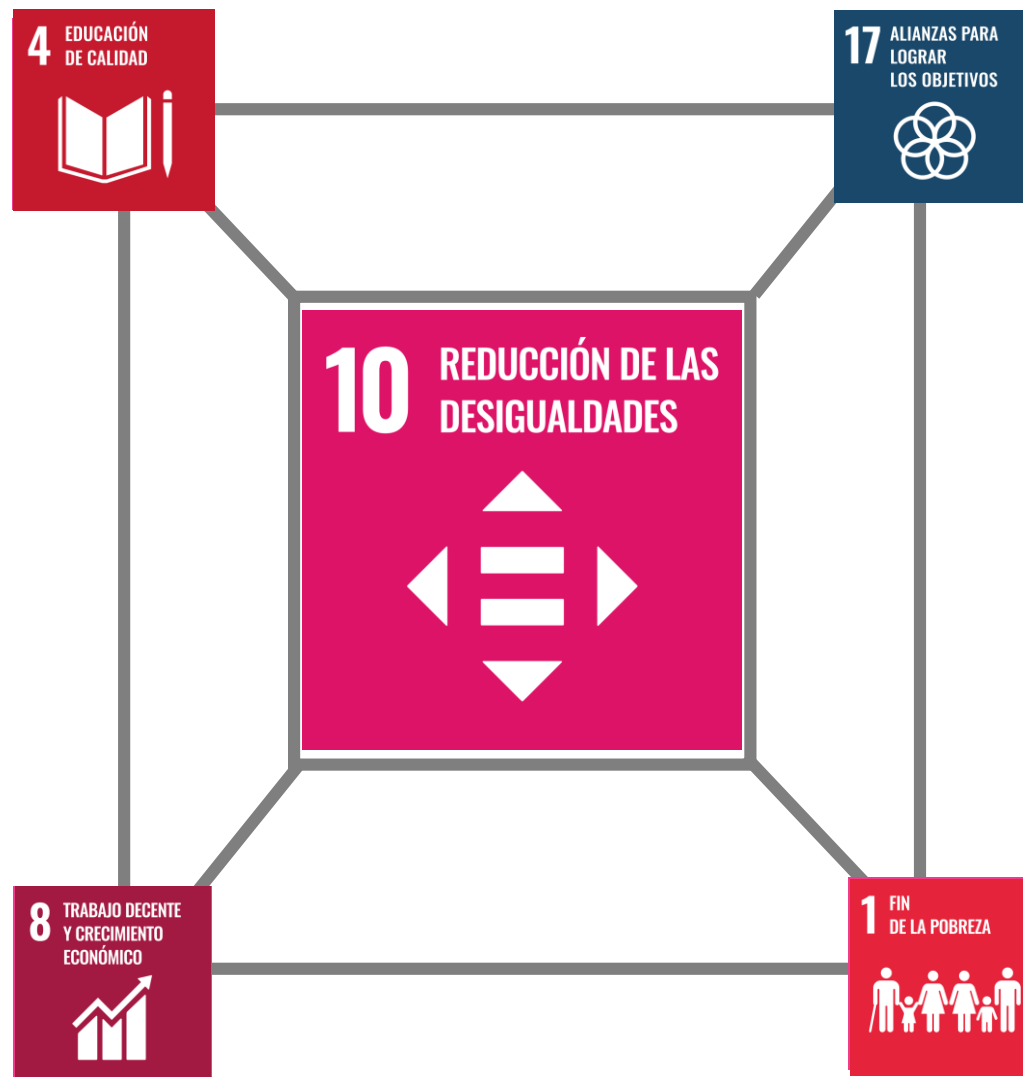 4 EDUCACIÓN
DE CALIDAD
17 ALIANZAS PARA
LOGRAR
LOS OBJETIVOS
10 REDUCCIÓN DE LAS
DESIGUALDADES
8 TRABAJO DECENTE
Y CRECIMIENTO
ECONÓMICO
1 FIN
DE LA POBREZA